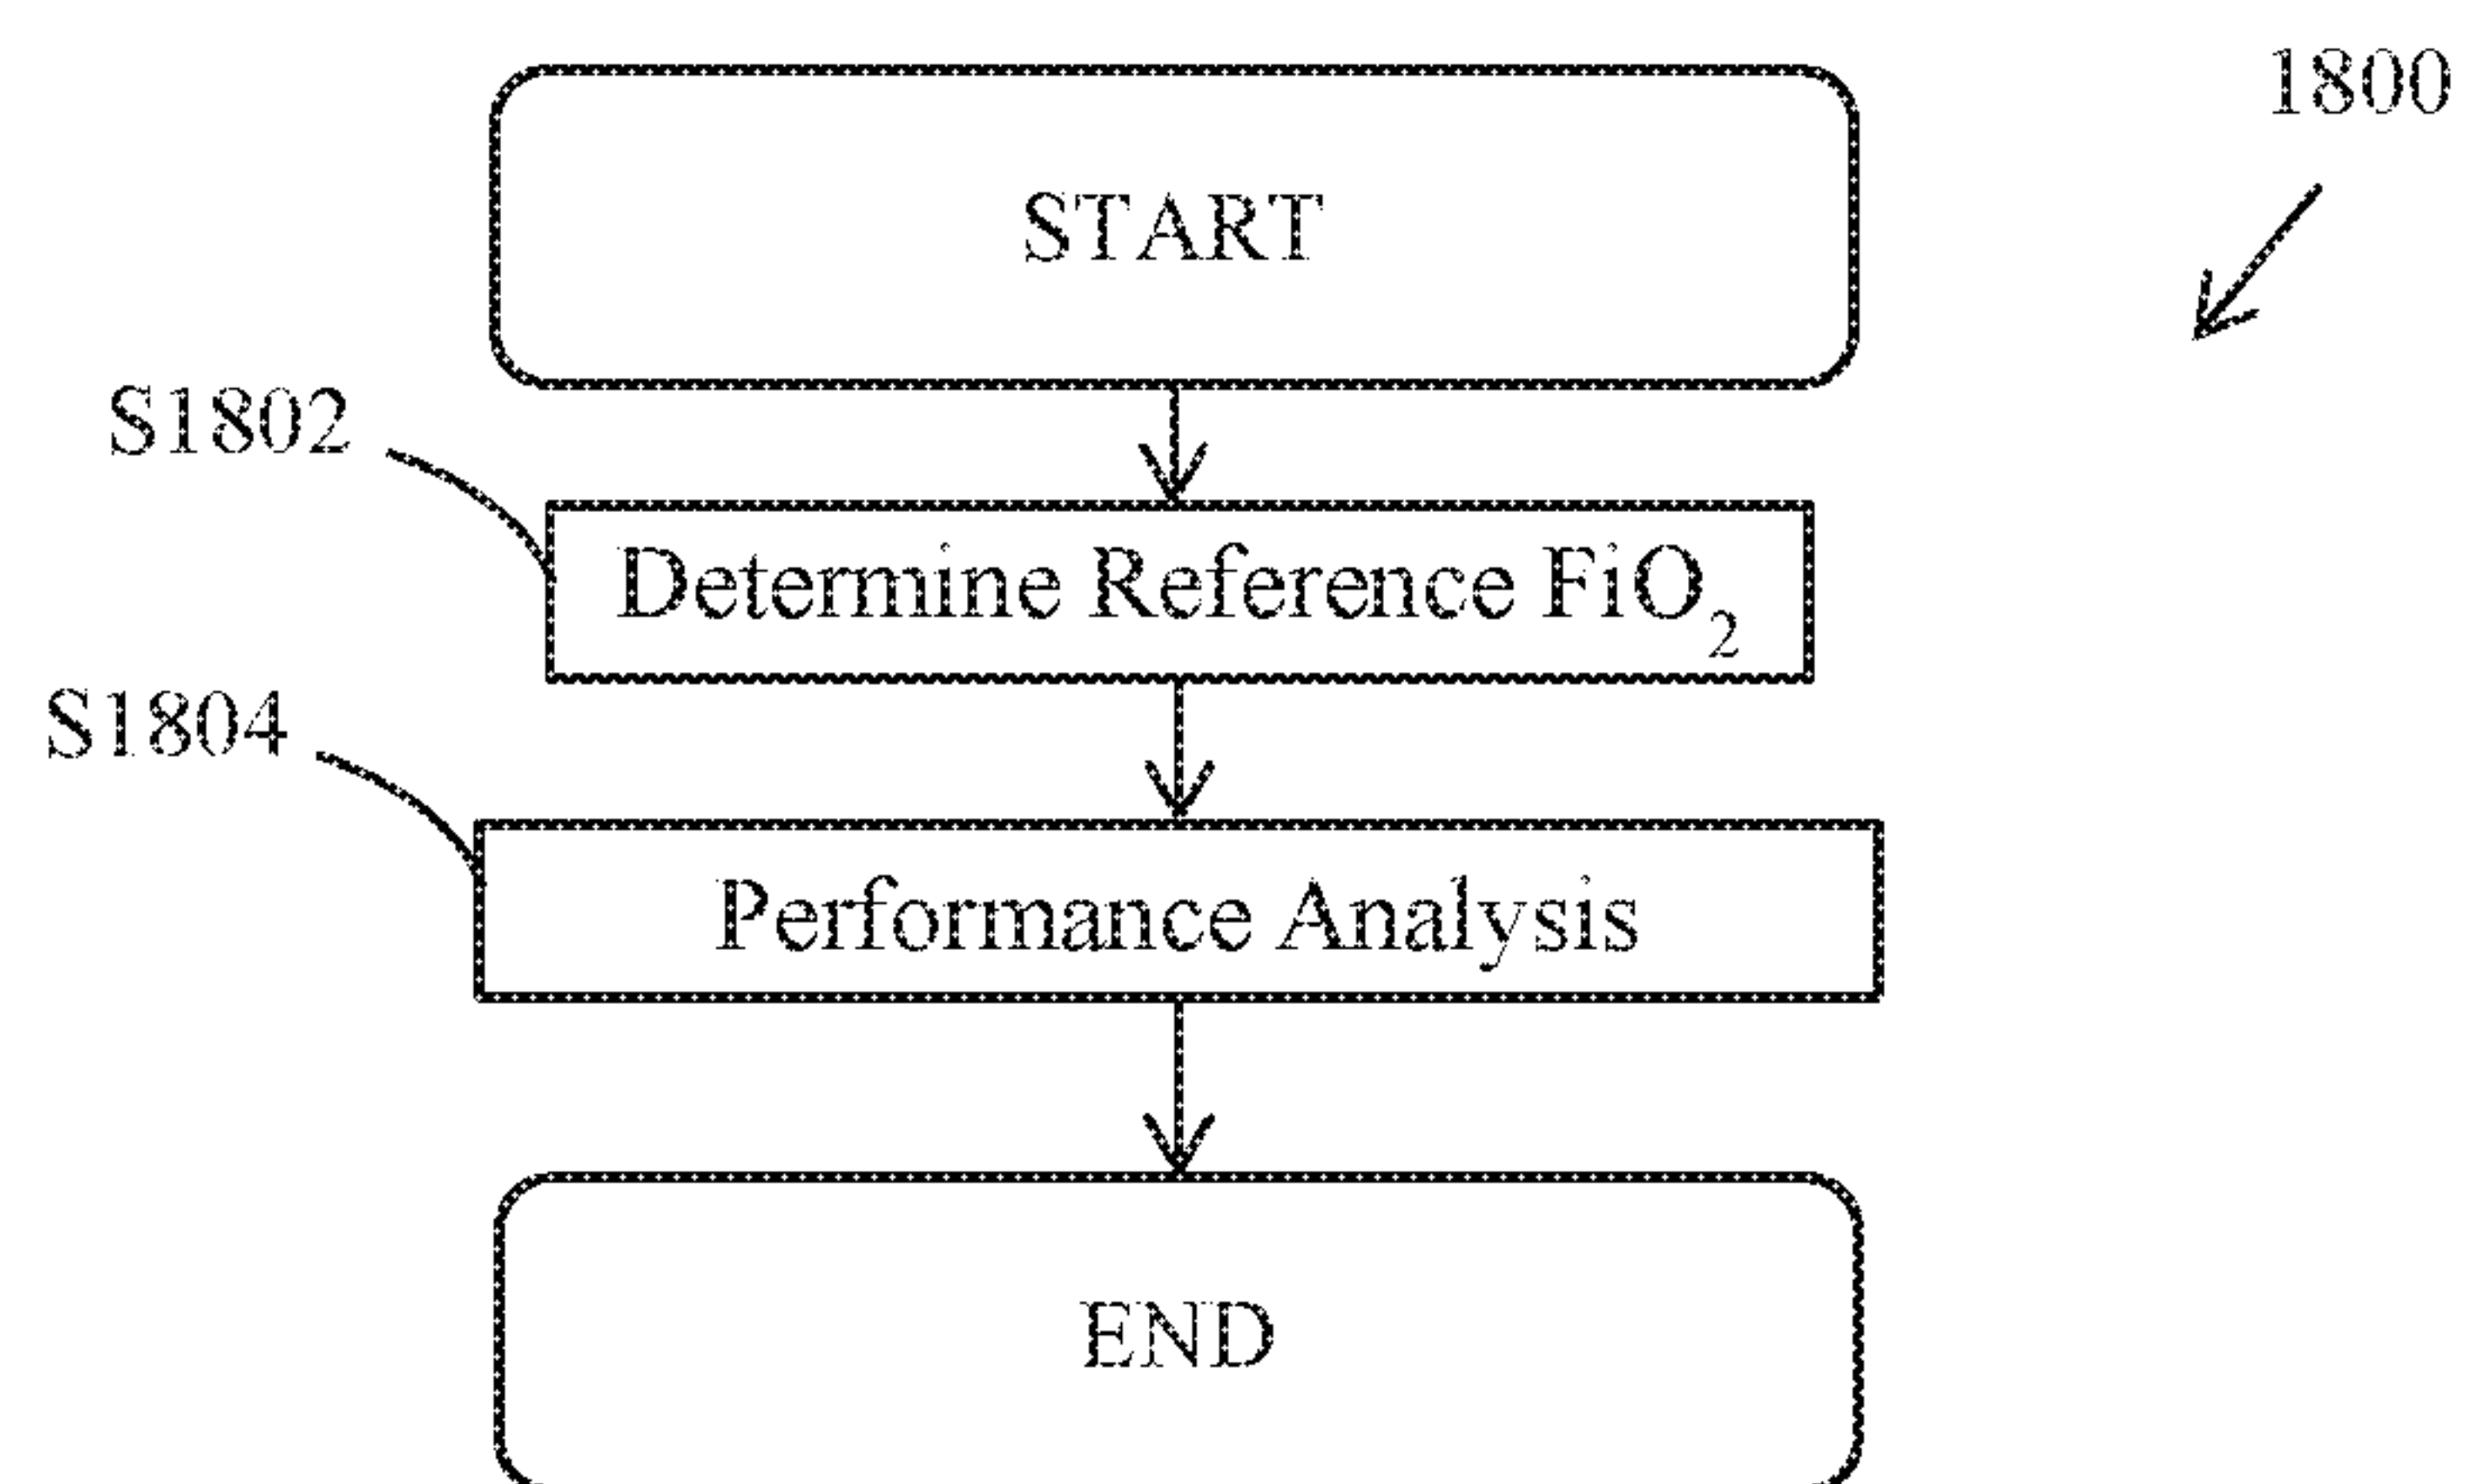 1800
START
S1802
Determine Reference FiO₂
S1804
Performance Analysis
END